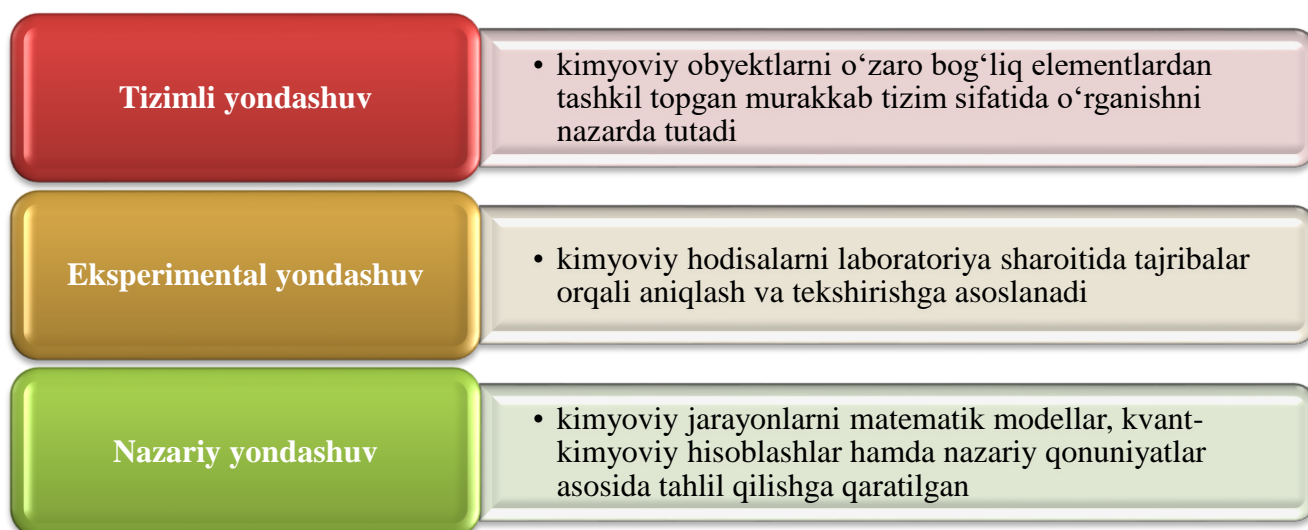 Tizimli yondashuv
• kimyoviy obyektlarni o‘zaro bog‘liq elementlardan
tashkil topgan murakkab tizim sifatida o‘rganishni
nazarda tutadi
Eksperimental yondashuv
• kimyoviy hodisalarni laboratoriya sharoitida tajribalar
orqali aniqlash va tekshirishga asoslanadi
Nazariy yondashuv
• kimyoviy jarayonlarni matematik modellar, kvant-
kimyoviy hisoblashlar hamda nazariy qonuniyatlar
asosida tahlil qilishga qaratilgan